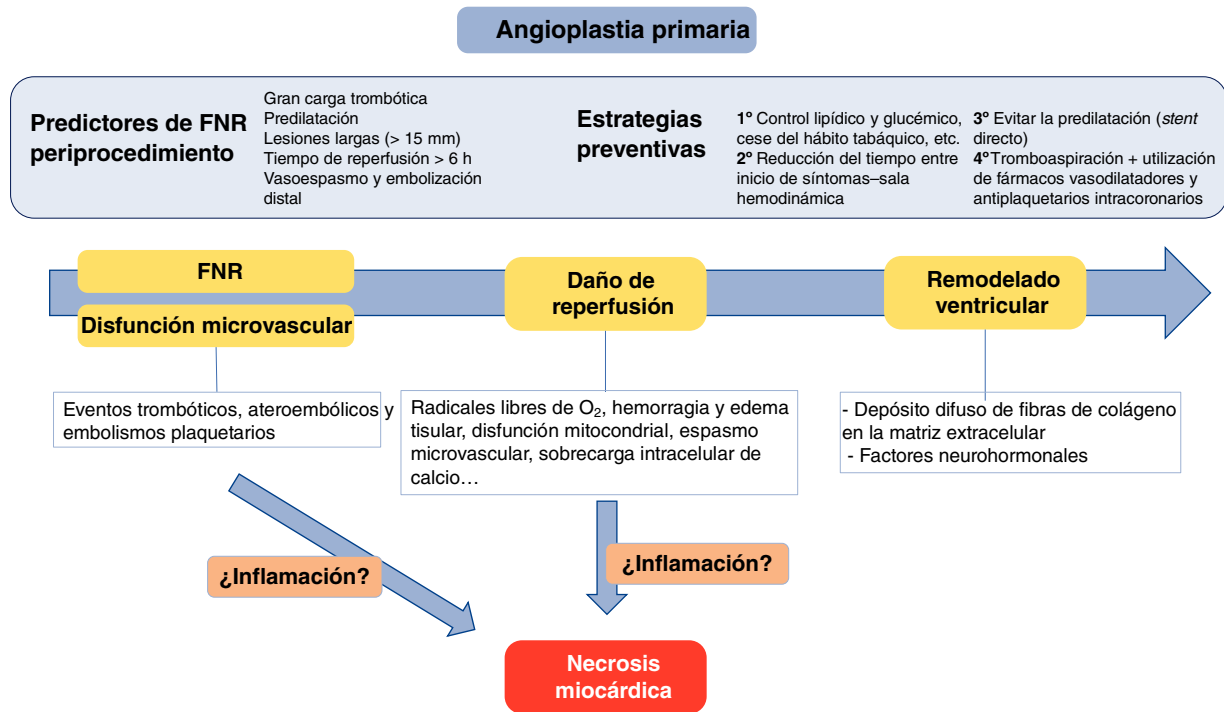 Angioplastia primaria
Predictores de FNR
periprocedimiento
Gran carga trombótica
Predilatación
Lesiones largas (> 15 mm)
Tiempo de reperfusión > 6 h
Vasoespasmo y embolización
distal
Estrategias
preventivas
1º Control lipídico y glucémico,
cese del hábito tabáquico, etc.
2º Reducción del tiempo entre
inicio de síntomas–sala
hemodinámica
3º Evitar la predilatación (stent
directo)
4º Tromboaspiración + utilización
de fármacos vasodilatadores y
antiplaquetarios intracoronarios
FNR
Disfunción microvascular
Daño de
reperfusión
Remodelado
ventricular
Eventos trombóticos, ateroembólicos y
embolismos plaquetarios
Radicales libres de O₂, hemorragia y edema
tisular, disfunción mitocondrial, espasmo
microvascular, sobrecarga intracelular de
calcio…
- Depósito difuso de fibras de colágeno
en la matriz extracelular
- Factores neurohormonales
¿Inflamación?
¿Inflamación?
Necrosis
miocárdica